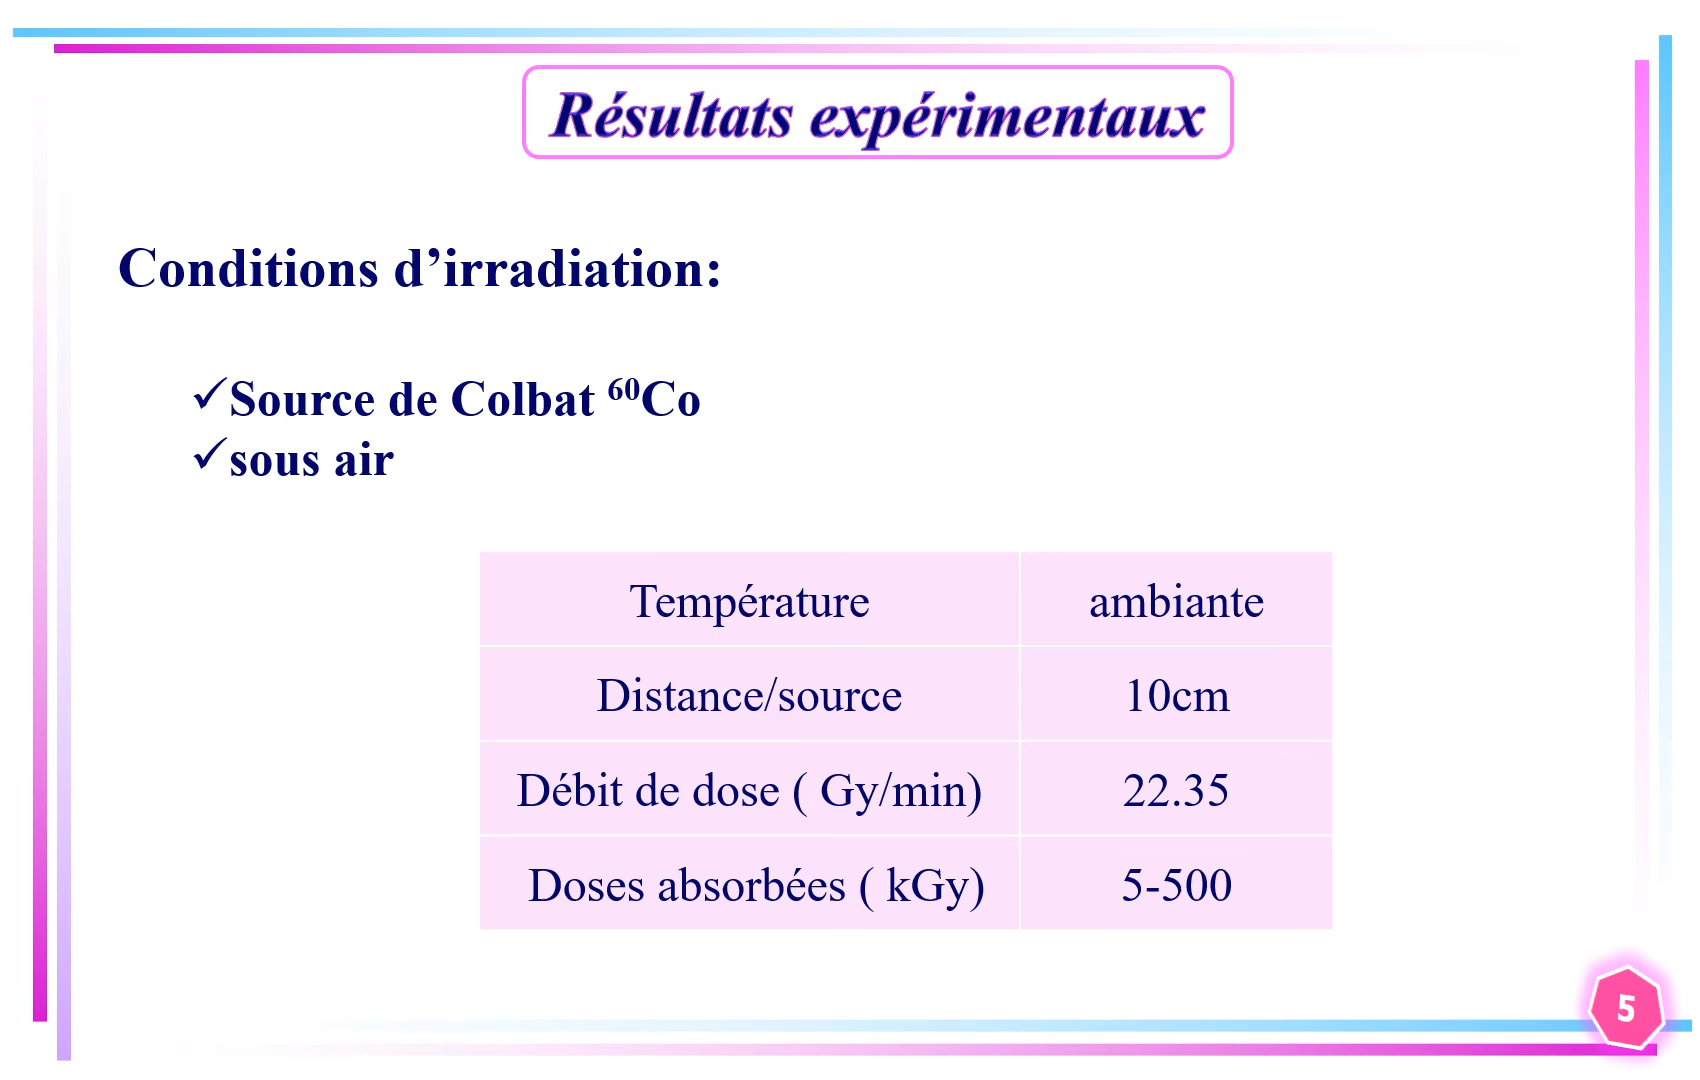 Résultats expérimentaux
Conditions d’irradiation:
✓Source de Colbat ⁶⁰Co
✓sous air
Température ambiante
Distance/source 10cm
Débit de dose ( Gy/min) 22.35
Doses absorbées ( kGy) 5-500
5